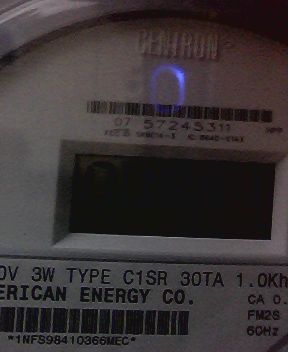 CENTRON
07 57245311
0V 3W TYPE C1SR 30TA 1.0Kh
ERICAN ENERGY CO.
CA 0.
FM2S
60Hz
*1NFS98410366MEC*